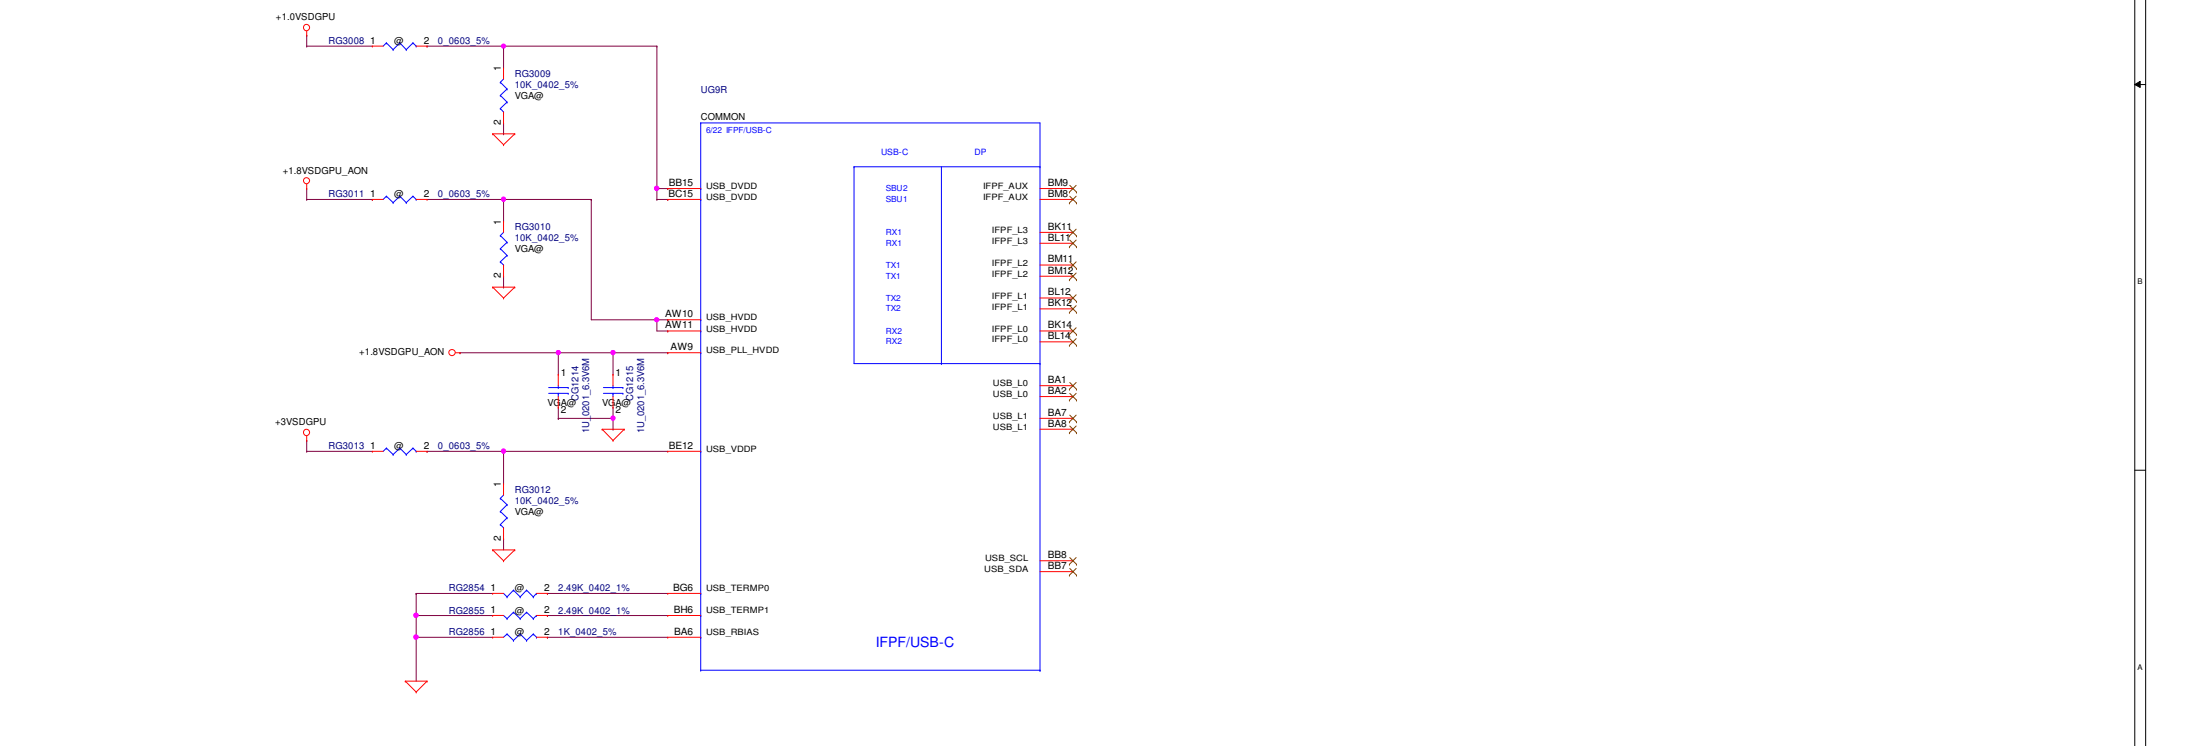 +1.0VSDGPU
RG3008 1 @ 2 0_0603_5%
1
RG3009
10K_0402_5%
VGA@
2
UG9R
COMMON
6/22 IFPF/USB-C
USB-C DP
+1.8VSDGPU_AON
RG3011 1 @ 2 0_0603_5%
1
RG3010
10K_0402_5%
VGA@
2
BB15 USB_DVDD
BC15 USB_DVDD
SBU2 IFPF_AUX BM9
SBU1 IFPF_AUX BM8
RX1 IFPF_L3 BK11
RX1 IFPF_L3 BL11
TX1 IFPF_L2 BM11
TX1 IFPF_L2 BM12
TX2 IFPF_L1 BL12
TX2 IFPF_L1 BK12
RX2 IFPF_L0 BK14
RX2 IFPF_L0 BL14
AW10 USB_HVDD
AW11 USB_HVDD
+1.8VSDGPU_AON AW9 USB_PLL_HVDD
1 CG1214 1U_0201_6.3V6M
VGA@
2
1 CG1215 1U_0201_6.3V6M
VGA@
2
USB_L0 BA1
USB_L0 BA2
USB_L1 BA7
USB_L1 BA8
+3VSDGPU
RG3013 1 @ 2 0_0603_5% BE12 USB_VDDP
1
RG3012
10K_0402_5%
VGA@
2
USB_SCL BB8
USB_SDA BB7
RG2854 1 @ 2 2.49K_0402_1% BG6 USB_TERMP0
RG2855 1 @ 2 2.49K_0402_1% BH6 USB_TERMP1
RG2856 1 @ 2 1K_0402_5% BA6 USB_RBIAS
IFPF/USB-C
B
A